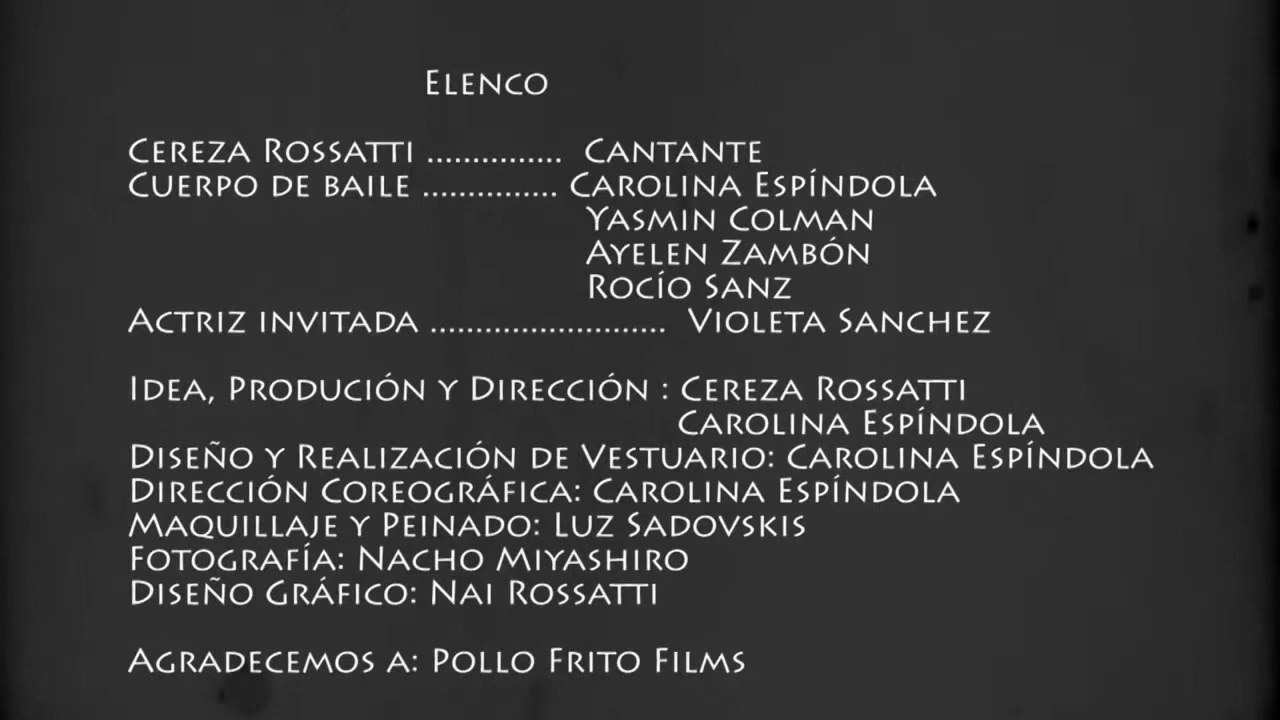 Elenco
Cereza Rossatti ............... Cantante
Cuerpo de baile ............... Carolina Espíndola
Yasmin Colman
Ayelen Zambón
Rocío Sanz
Actriz invitada .......................... Violeta Sanchez
Idea, Produción y Dirección : Cereza Rossatti
Carolina Espíndola
Diseño y Realización de Vestuario: Carolina Espíndola
Dirección Coreográfica: Carolina Espíndola
Maquillaje y Peinado: Luz Sadovskis
Fotografía: Nacho Miyashiro
Diseño Gráfico: Nai Rossatti
Agradecemos a: Pollo Frito Films